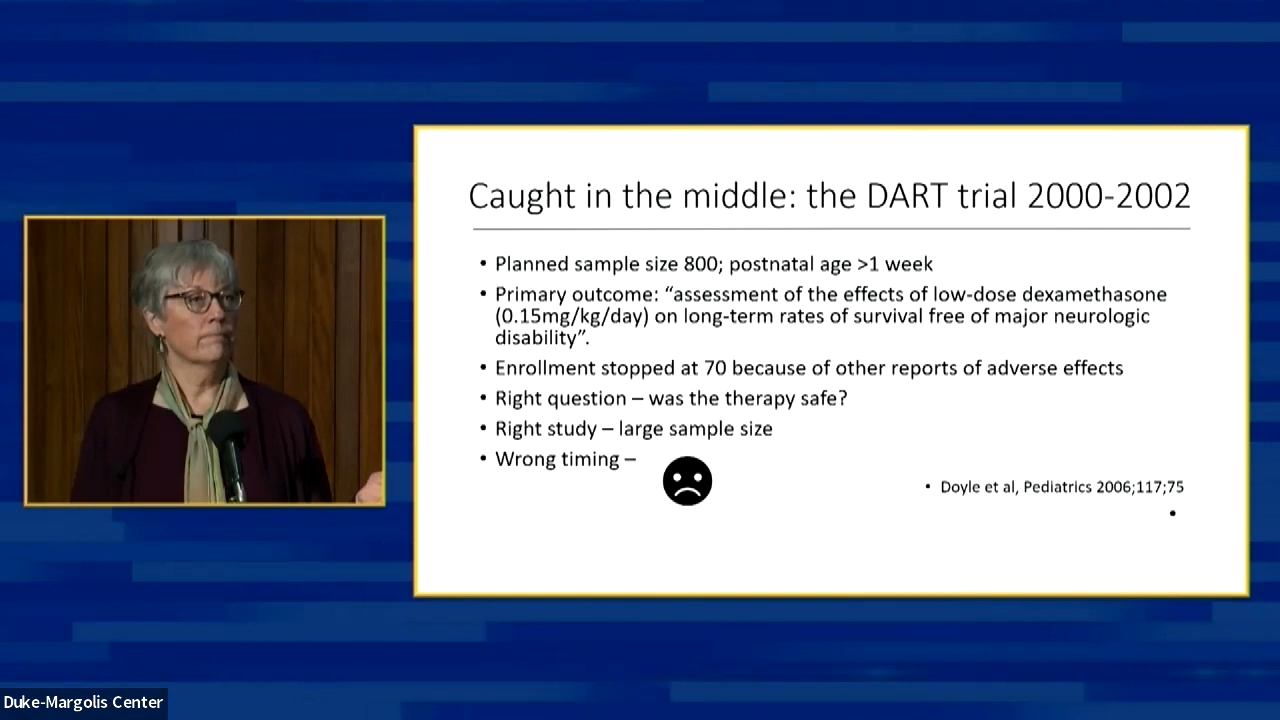 Caught in the middle: the DART trial 2000-2002
• Planned sample size 800; postnatal age >1 week
• Primary outcome: “assessment of the effects of low-dose dexamethasone
(0.15mg/kg/day) on long-term rates of survival free of major neurologic
disability”.
• Enrollment stopped at 70 because of other reports of adverse effects
• Right question – was the therapy safe?
• Right study – large sample size
• Wrong timing –
• Doyle et al, Pediatrics 2006;117;75
•
Duke-Margolis Center